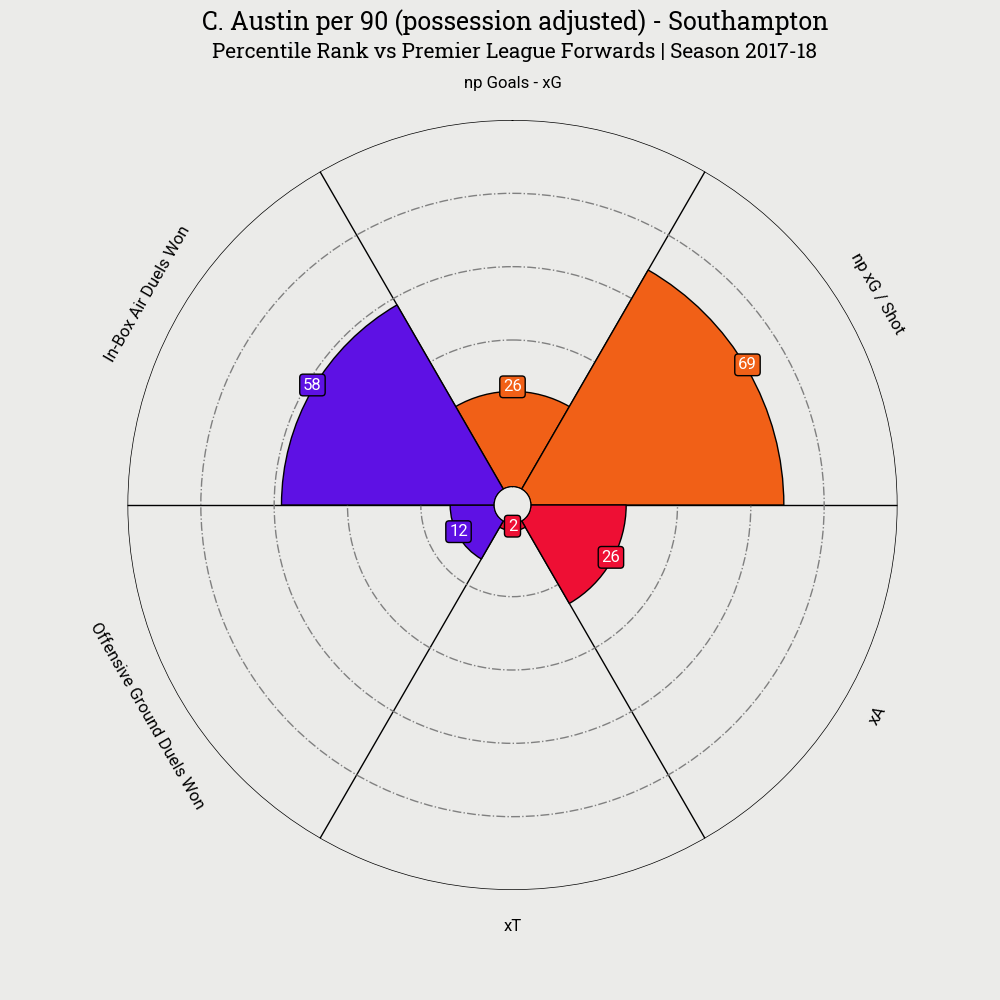 C. Austin per 90 (possession adjusted) - Southampton
Percentile Rank vs Premier League Forwards | Season 2017-18
np Goals - xG
np xG / Shot
In-Box Air Duels Won
69
58
26
12
2
26
Offensive Ground Duels Won
xA
xT